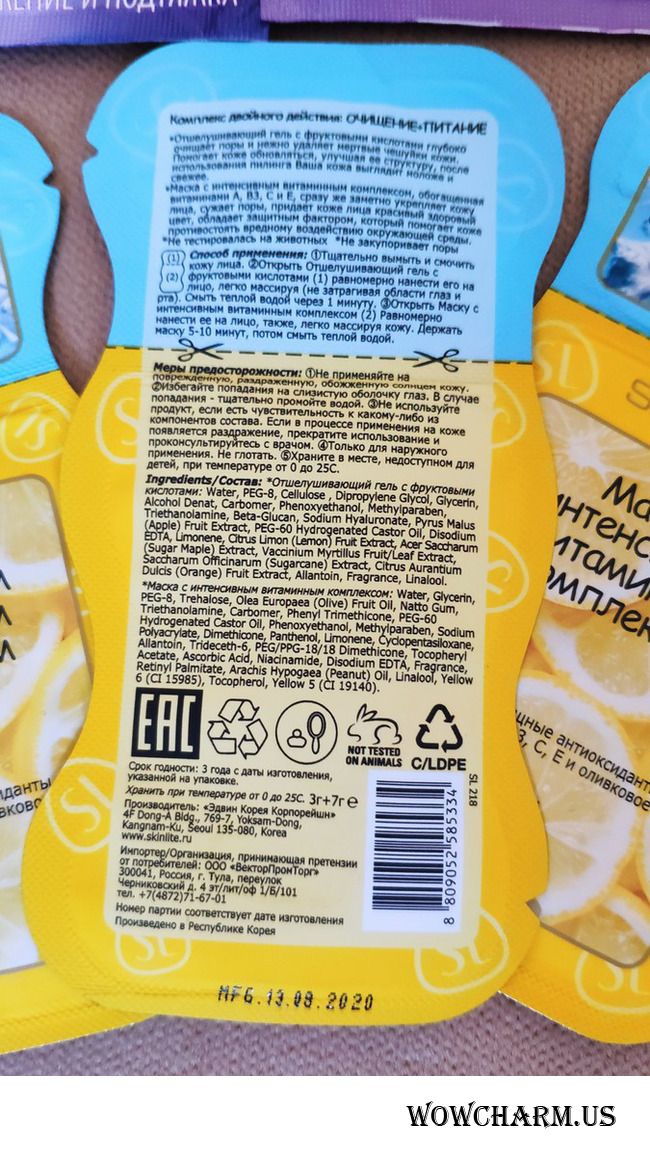 ЖЕНИЕ И ПОДТЯЖКА
Комплекс двойного действия: ОЧИЩЕНИЕ+ПИТАНИЕ
*Отшелушивающий гель с фруктовыми кислотами глубоко
очищает поры и нежно удаляет мертвые чешуйки кожи.
Помогает коже обновляться, улучшая ее структуру, после
использования пилинга Ваша кожа выглядит моложе и
свежее.
*Маска с интенсивным витаминным комплексом, обогащенная
витаминами А, В3, С и Е, сразу же заметно укрепляет кожу
лица, сужает поры, придает коже лица красивый здоровый
цвет, обладает защитным фактором, который помогает коже
противостоять вредному воздействию окружающей среды.
*Не тестировалась на животных *Не закупоривает поры
(1) Способ применения: ①Тщательно вымыть и смочить
кожу лица. ②Открыть Отшелушивающий гель с
(2) фруктовыми кислотами (1) равномерно нанести его на
лицо, легко массируя (не затрагивая области глаз и
рта). Смыть теплой водой через 1 минуту. ③Открыть Маску с
интенсивным витаминным комплексом (2) Равномерно
нанести ее на лицо, также, легко массируя кожу. Держать
маску 5-10 минут, потом смыть теплой водой.
Меры предосторожности: ①Не применяйте на
поврежденную, раздраженную, обожженную солнцем кожу.
②Избегайте попадания на слизистую оболочку глаз. В случае
попадания - тщательно промойте водой. ③Не используйте
продукт, если есть чувствительность к какому-либо из
компонентов состава. Если в процессе применения на коже
появляется раздражение, прекратите использование и
проконсультируйтесь с врачом. ④Только для наружного
применения. Не глотать. ⑤Храните в месте, недоступном для
детей, при температуре от 0 до 25С.
Ingredients/Состав: *Отшелушивающий гель с фруктовыми
кислотами: Water, PEG-8, Cellulose , Dipropylene Glycol, Glycerin,
Alcohol Denat, Carbomer, Phenoxyethanol, Methylparaben,
Triethanolamine, Beta-Glucan, Sodium Hyaluronate, Pyrus Malus
(Apple) Fruit Extract, PEG-60 Hydrogenated Castor Oil, Disodium
EDTA, Limonene, Citrus Limon (Lemon) Fruit Extract, Acer Saccharum
(Sugar Maple) Extract, Vaccinium Myrtillus Fruit/Leaf Extract,
Saccharum Officinarum (Sugarcane) Extract, Citrus Aurantium
Dulcis (Orange) Fruit Extract, Allantoin, Fragrance, Linalool.
*Маска с интенсивным витаминным комплексом: Water, Glycerin,
PEG-8, Trehalose, Olea Europaea (Olive) Fruit Oil, Natto Gum,
Triethanolamine, Carbomer, Phenyl Trimethicone, PEG-60
Hydrogenated Castor Oil, Phenoxyethanol, Methylparaben, Sodium
Polyacrylate, Dimethicone, Panthenol, Limonene, Cyclopentasiloxane,
Allantoin, Trideceth-6, PEG/PPG-18/18 Dimethicone, Tocopheryl
Acetate, Ascorbic Acid, Niacinamide, Disodium EDTA, Fragrance,
Retinyl Palmitate, Arachis Hypogaea (Peanut) Oil, Linalool, Yellow
6 (CI 15985), Tocopherol, Yellow 5 (CI 19140).
EAC
NOT TESTED
ON ANIMALS
C/LDPE
Срок годности: 3 года с даты изготовления,
указанной на упаковке.
Хранить при температуре от 0 до 25С. 3г+7г e
Производитель: «Эдвин Корея Корпорейшн»
4F Dong-A Bldg., 769-7, Yoksam-Dong,
Kangnam-Ku, Seoul 135-080, Korea
www.skinlite.ru
Импортер/Организация, принимающая претензии
от потребителей: ООО «ВекторПромТорг»
300041, Россия, г. Тула, переулок
Черниковский д. 4 эт/лит/оф 1/Б/101
тел. +7(4872)71-67-01
Номер партии соответствует дате изготовления
Произведено в Республике Корея
SL 218
8 809052 585334
MFG.13.08.2020
Ма
интенс
итами
омплек
щные антиоксидант
В3, С, Е и оливковое
иданты
вково
WOWCHARM.US